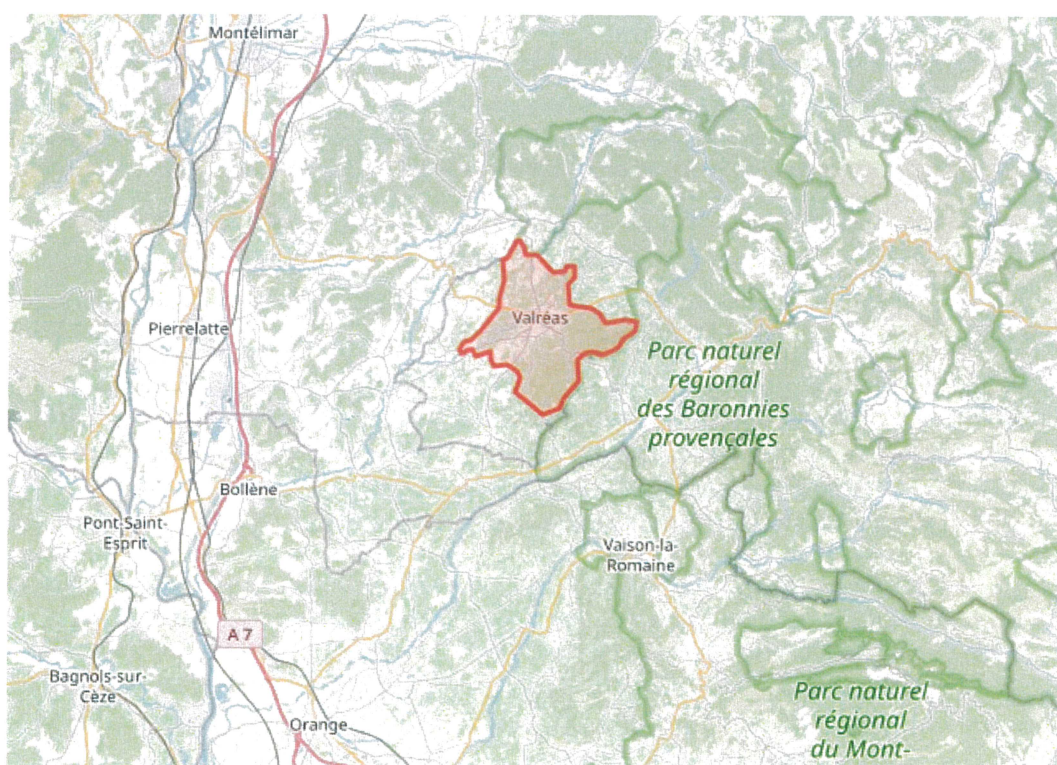 Montélimar
Valréas
Pierrelatte
Parc naturel
régional
des Baronnies
provençales
Bollène
Pont-Saint-
Esprit
Vaison-la-
Romaine
A 7
Bagnols-sur-
Cèze
Orange
Parc naturel
régional
du Mont-